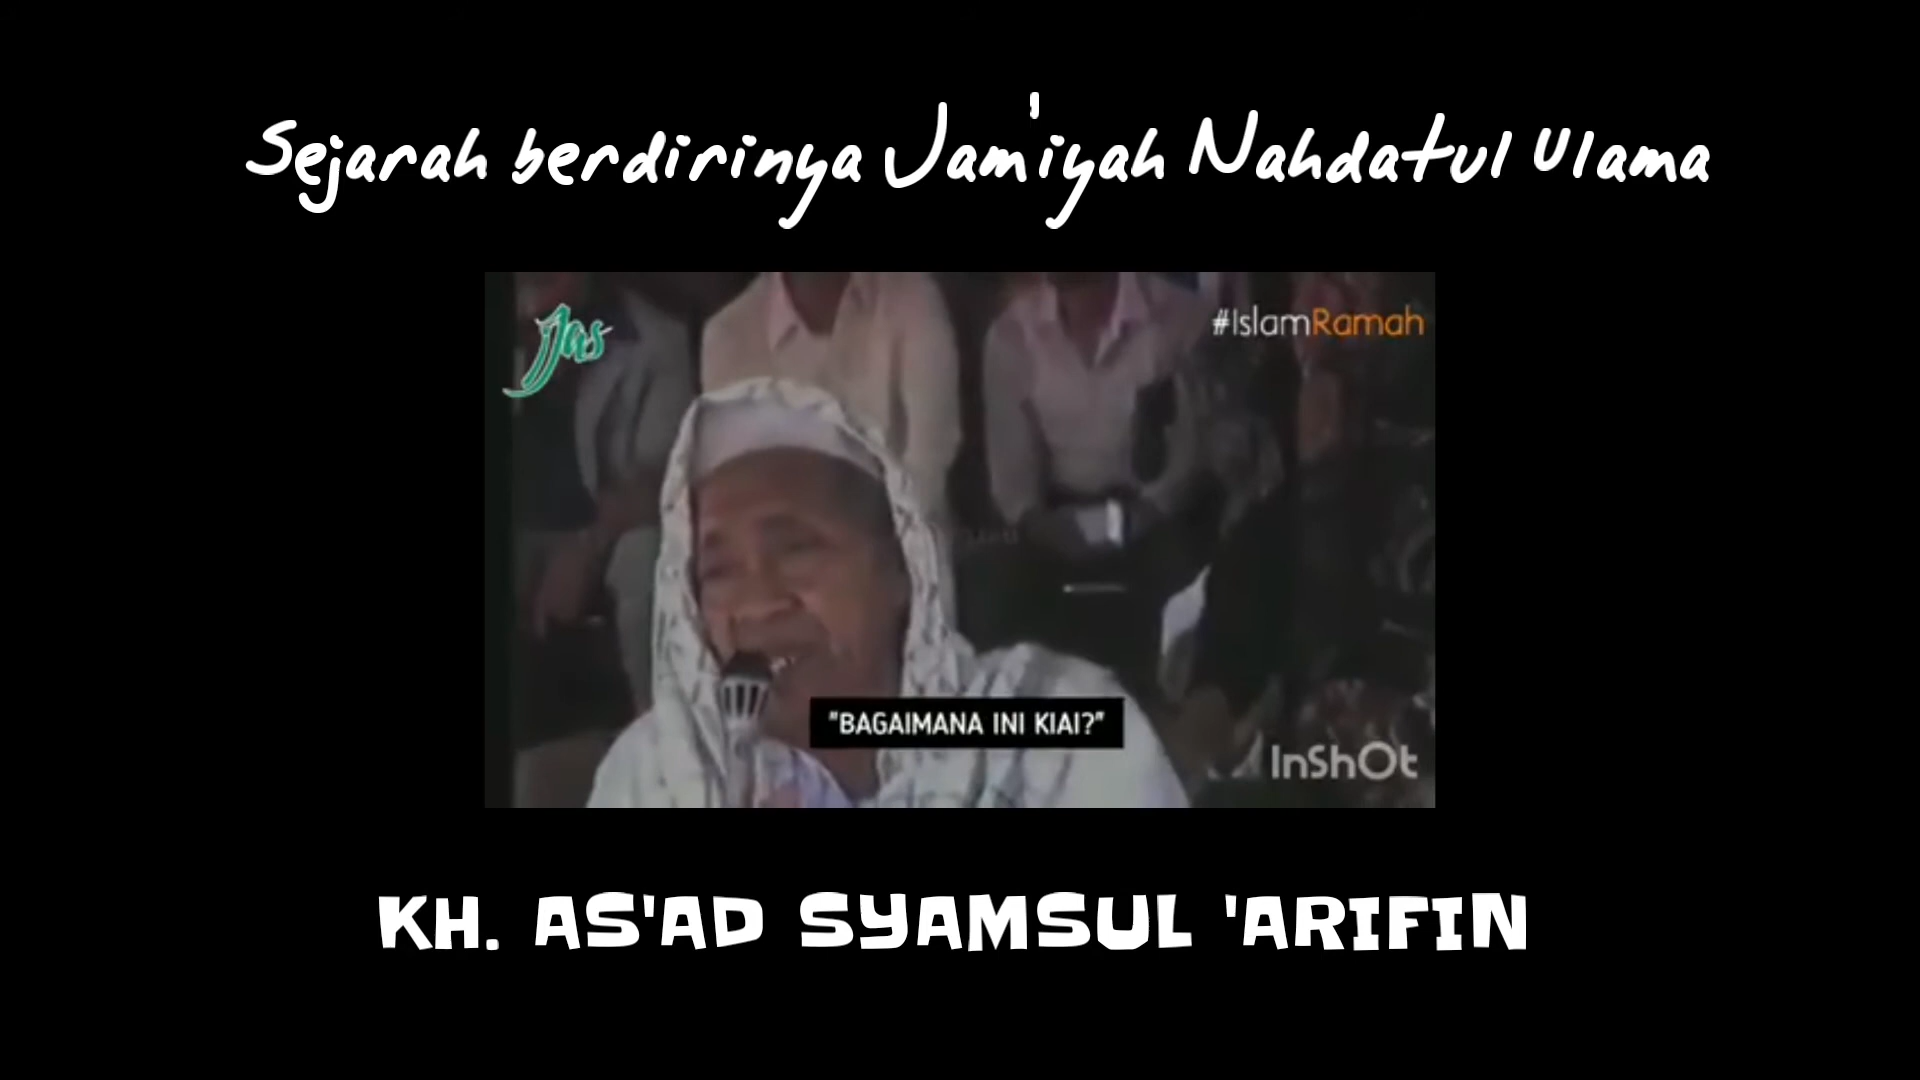 Sejarah berdirinya Jam'iyah Nahdatul Ulama
Jas
#IslamRamah
"BAGAIMANA INI KIAI?"
InShOt
KH. AS'AD SYAMSUL 'ARIFIN